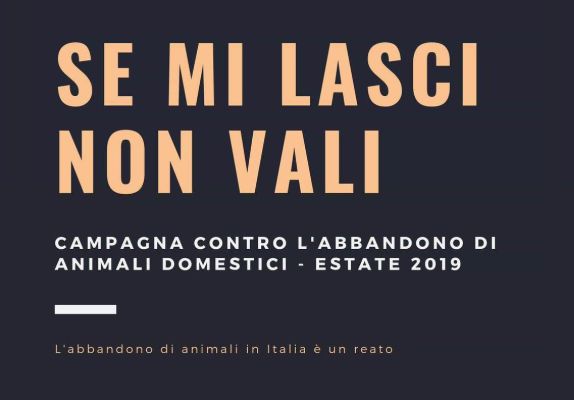 SE MI LASCI
NON VALI
CAMPAGNA CONTRO L'ABBANDONO DI
ANIMALI DOMESTICI - ESTATE 2019
L'abbandono di animali in Italia è un reato